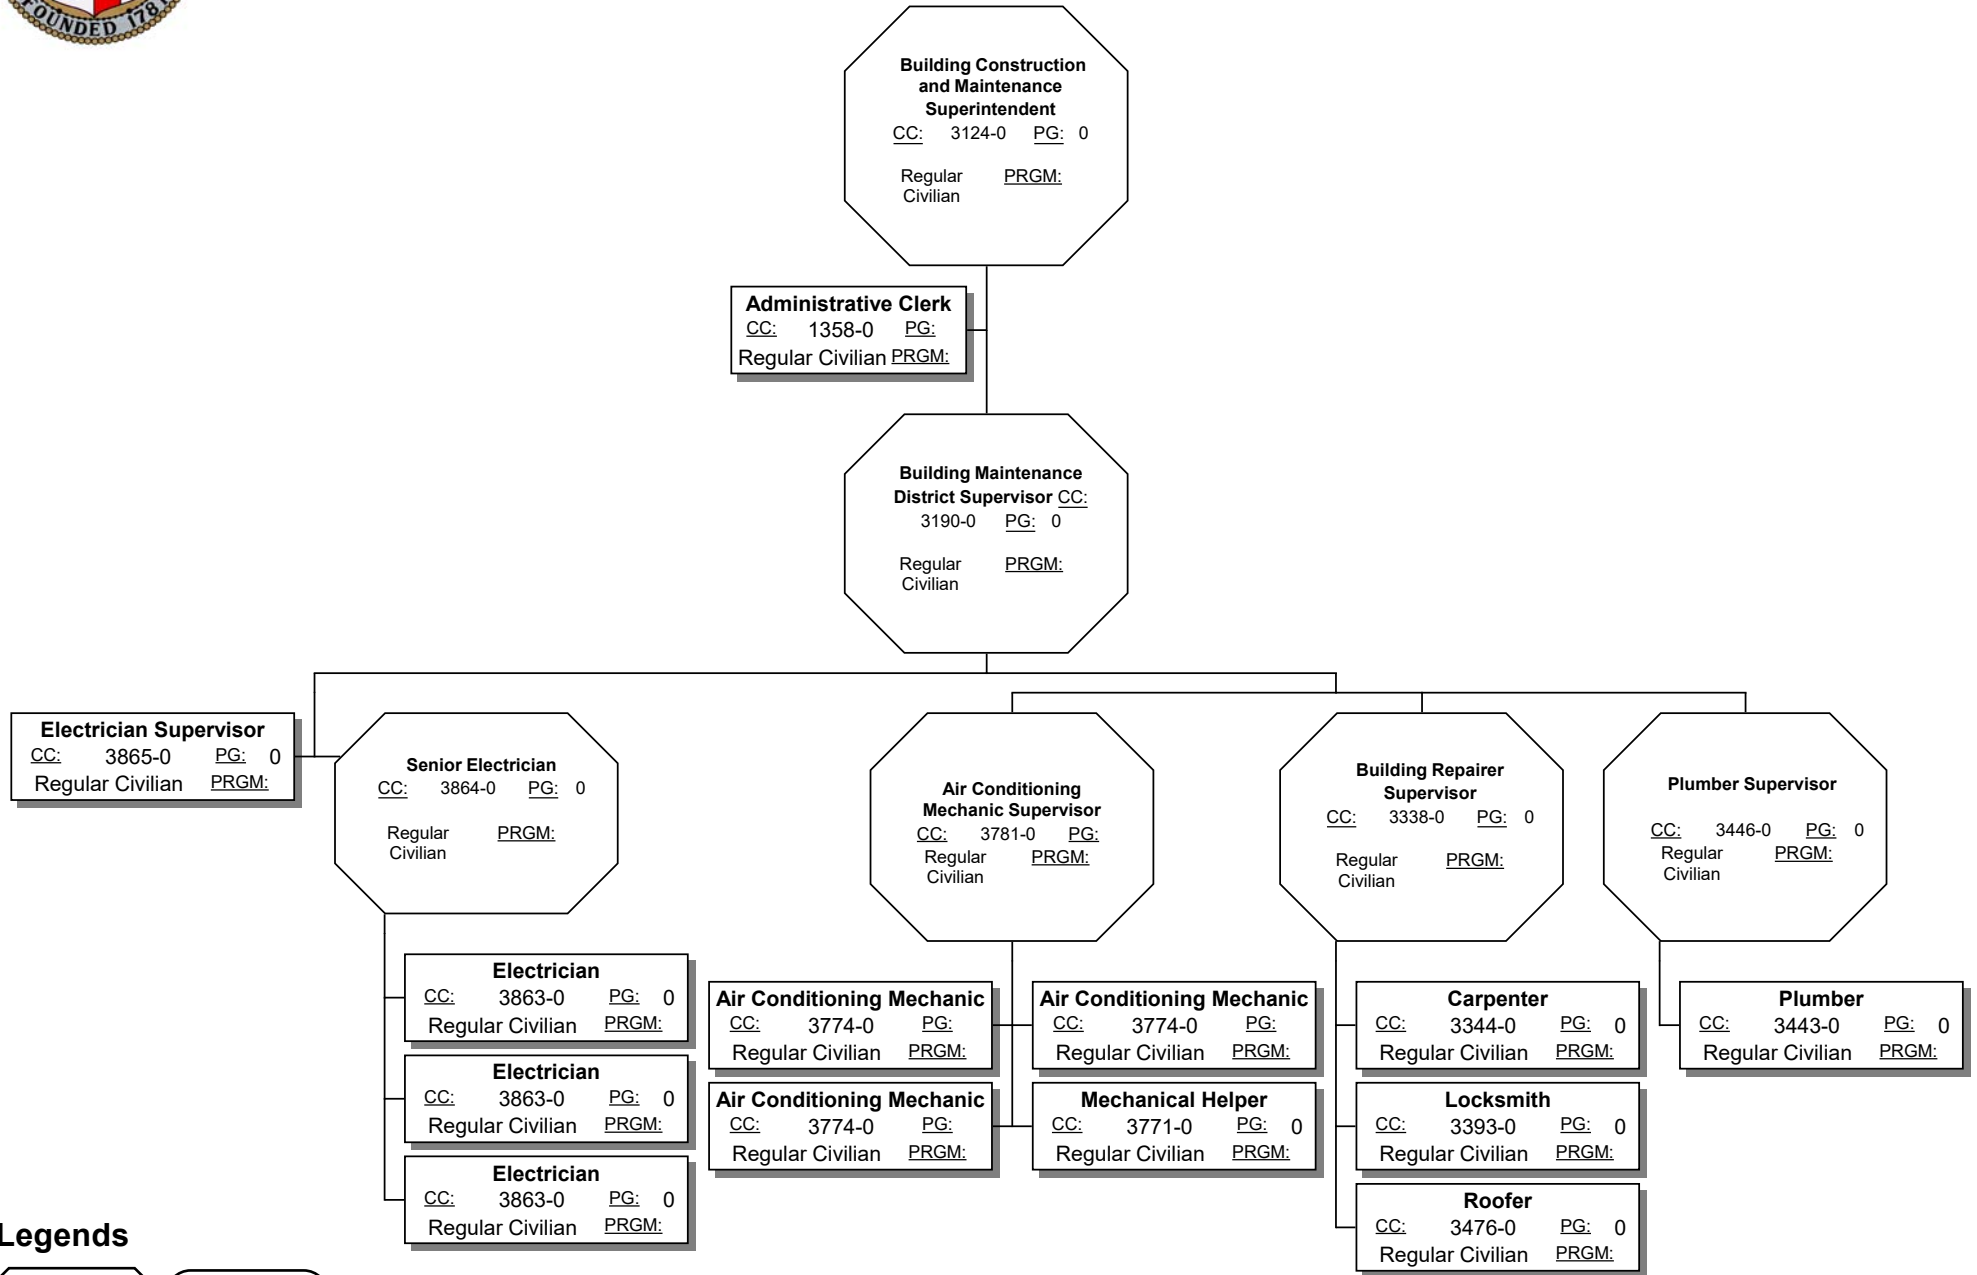 FOUNDED 1781
Building Construction
and Maintenance
Superintendent
CC: 3124-0 PG: 0
Regular PRGM:
Civilian
Administrative Clerk
CC: 1358-0 PG:
Regular Civilian PRGM:
Building Maintenance
District Supervisor CC:
3190-0 PG: 0
Regular PRGM:
Civilian
Electrician Supervisor
CC: 3865-0 PG: 0
Regular Civilian PRGM:
Senior Electrician
CC: 3864-0 PG: 0
Regular PRGM:
Civilian
Air Conditioning
Mechanic Supervisor
CC: 3781-0 PG:
Regular PRGM:
Civilian
Building Repairer
Supervisor
CC: 3338-0 PG: 0
Regular PRGM:
Civilian
Plumber Supervisor
CC: 3446-0 PG: 0
Regular PRGM:
Civilian
Electrician
CC: 3863-0 PG: 0
Regular Civilian PRGM:
Electrician
CC: 3863-0 PG: 0
Regular Civilian PRGM:
Electrician
CC: 3863-0 PG: 0
Regular Civilian PRGM:
Air Conditioning Mechanic
CC: 3774-0 PG:
Regular Civilian PRGM:
Air Conditioning Mechanic
CC: 3774-0 PG:
Regular Civilian PRGM:
Air Conditioning Mechanic
CC: 3774-0 PG:
Regular Civilian PRGM:
Mechanical Helper
CC: 3771-0 PG: 0
Regular Civilian PRGM:
Carpenter
CC: 3344-0 PG: 0
Regular Civilian PRGM:
Locksmith
CC: 3393-0 PG: 0
Regular Civilian PRGM:
Roofer
CC: 3476-0 PG: 0
Regular Civilian PRGM:
Plumber
CC: 3443-0 PG: 0
Regular Civilian PRGM:
Legends